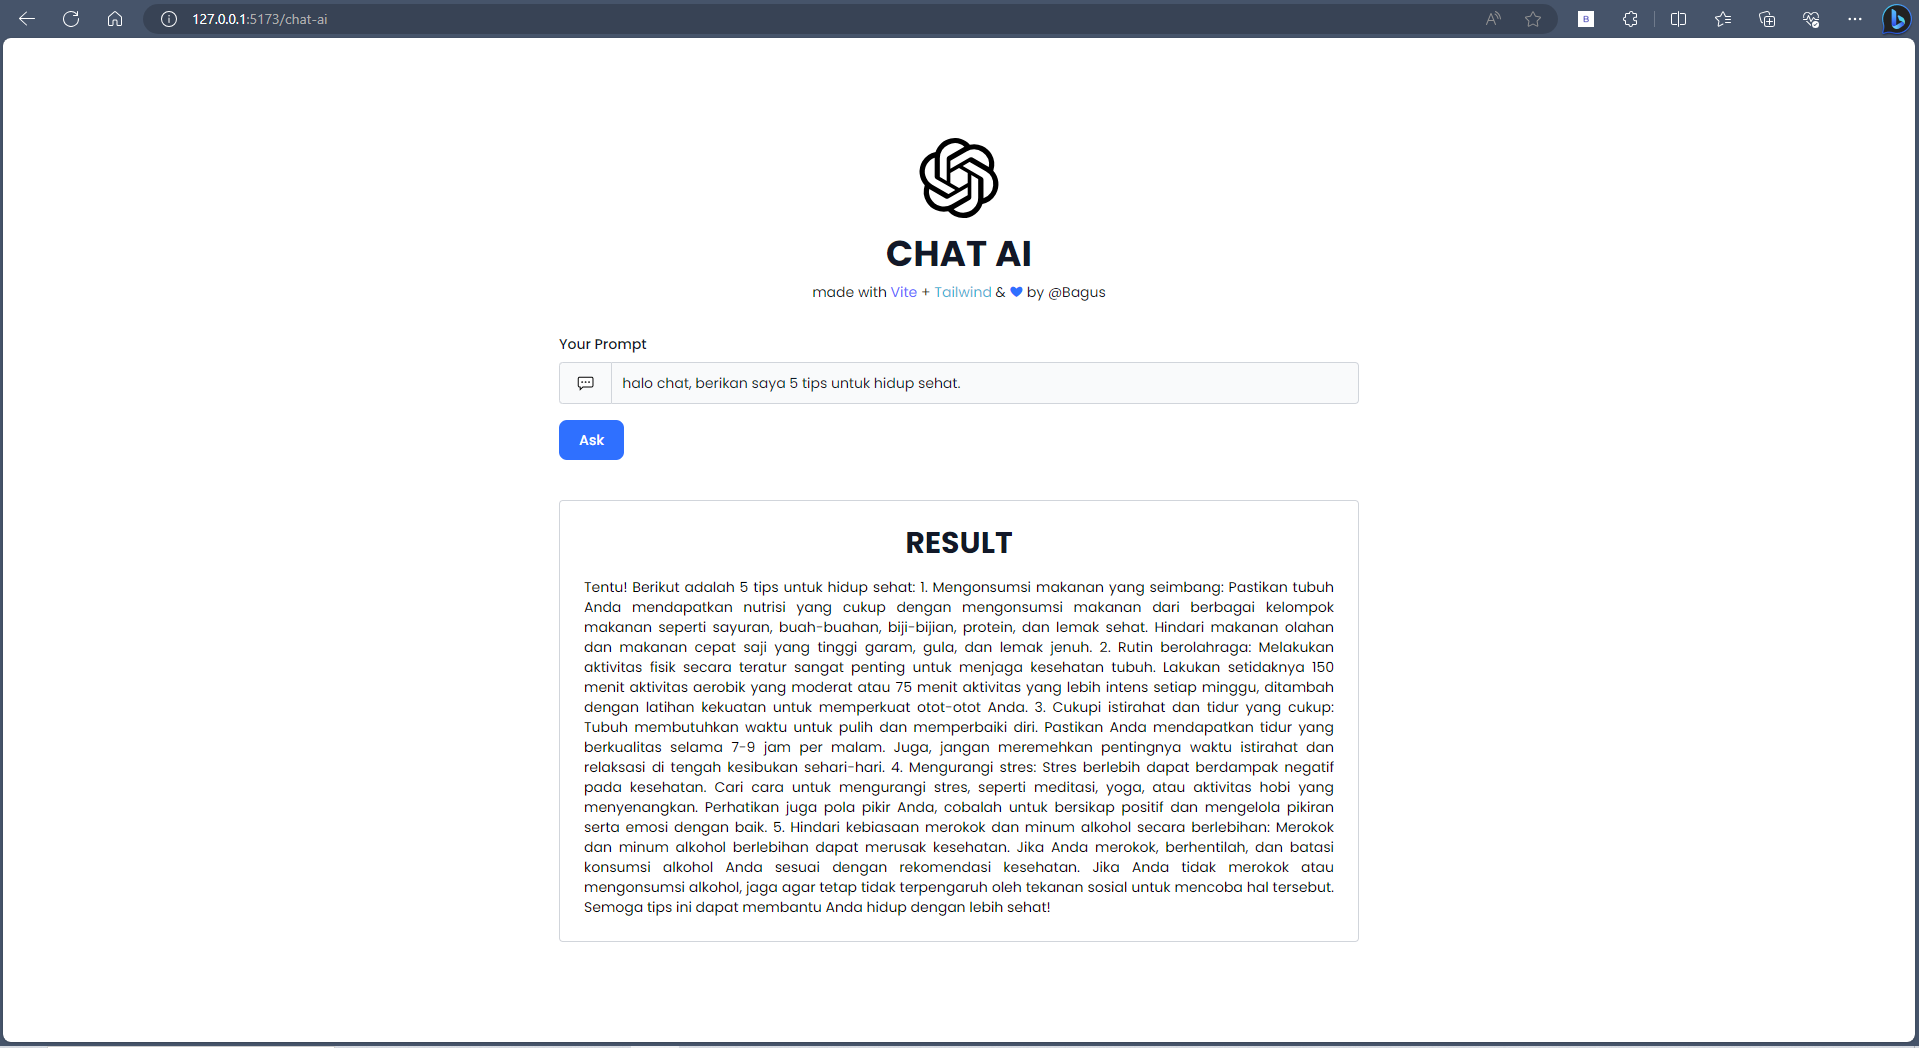 127.0.0.1:5173/chat-ai
CHAT AI
made with Vite + Tailwind & 💙 by @Bagus
Your Prompt
halo chat, berikan saya 5 tips untuk hidup sehat.
Ask
RESULT
Tentu! Berikut adalah 5 tips untuk hidup sehat: 1. Mengonsumsi makanan yang seimbang: Pastikan tubuh
Anda mendapatkan nutrisi yang cukup dengan mengonsumsi makanan dari berbagai kelompok
makanan seperti sayuran, buah-buahan, biji-bijian, protein, dan lemak sehat. Hindari makanan olahan
dan makanan cepat saji yang tinggi garam, gula, dan lemak jenuh. 2. Rutin berolahraga: Melakukan
aktivitas fisik secara teratur sangat penting untuk menjaga kesehatan tubuh. Lakukan setidaknya 150
menit aktivitas aerobik yang moderat atau 75 menit aktivitas yang lebih intens setiap minggu, ditambah
dengan latihan kekuatan untuk memperkuat otot-otot Anda. 3. Cukupi istirahat dan tidur yang cukup:
Tubuh membutuhkan waktu untuk pulih dan memperbaiki diri. Pastikan Anda mendapatkan tidur yang
berkualitas selama 7-9 jam per malam. Juga, jangan meremehkan pentingnya waktu istirahat dan
relaksasi di tengah kesibukan sehari-hari. 4. Mengurangi stres: Stres berlebih dapat berdampak negatif
pada kesehatan. Cari cara untuk mengurangi stres, seperti meditasi, yoga, atau aktivitas hobi yang
menyenangkan. Perhatikan juga pola pikir Anda, cobalah untuk bersikap positif dan mengelola pikiran
serta emosi dengan baik. 5. Hindari kebiasaan merokok dan minum alkohol secara berlebihan: Merokok
dan minum alkohol berlebihan dapat merusak kesehatan. Jika Anda merokok, berhentilah, dan batasi
konsumsi alkohol Anda sesuai dengan rekomendasi kesehatan. Jika Anda tidak merokok atau
mengonsumsi alkohol, jaga agar tetap tidak terpengaruh oleh tekanan sosial untuk mencoba hal tersebut.
Semoga tips ini dapat membantu Anda hidup dengan lebih sehat!